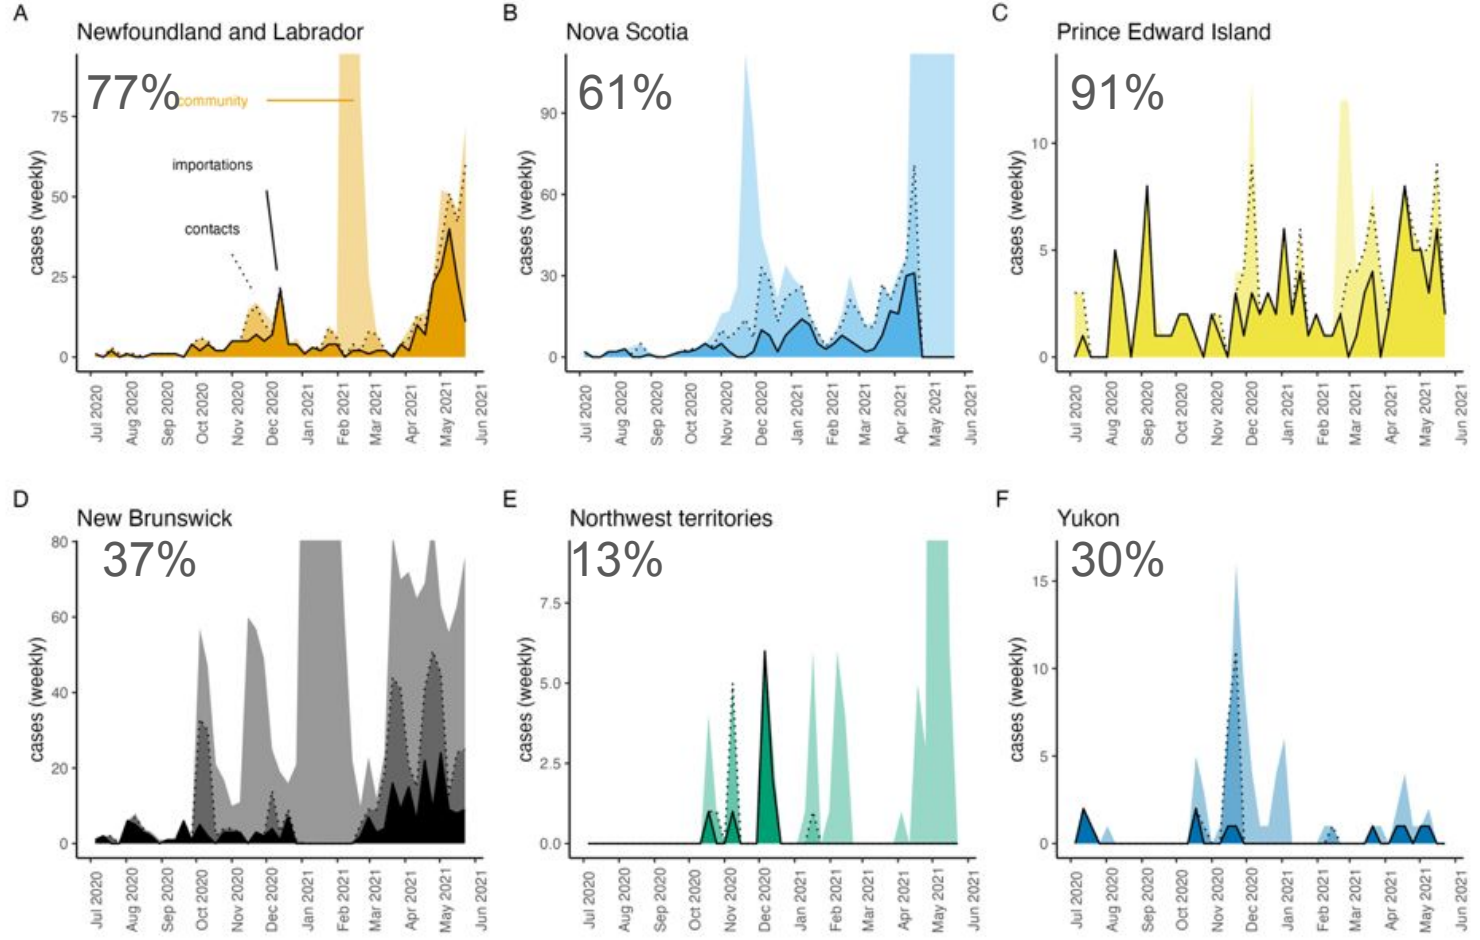 A
Newfoundland and Labrador
77%
community
importations
contacts
cases (weekly)
75
50
25
0
Jul 2020
Aug 2020
Sep 2020
Oct 2020
Nov 2020
Dec 2020
Jan 2021
Feb 2021
Mar 2021
Apr 2021
May 2021
Jun 2021
B
Nova Scotia
61%
cases (weekly)
90
60
30
0
Jul 2020
Aug 2020
Sep 2020
Oct 2020
Nov 2020
Dec 2020
Jan 2021
Feb 2021
Mar 2021
Apr 2021
May 2021
Jun 2021
C
Prince Edward Island
91%
cases (weekly)
10
5
0
Jul 2020
Aug 2020
Sep 2020
Oct 2020
Nov 2020
Dec 2020
Jan 2021
Feb 2021
Mar 2021
Apr 2021
May 2021
Jun 2021
D
New Brunswick
37%
cases (weekly)
80
60
40
20
0
Jul 2020
Aug 2020
Sep 2020
Oct 2020
Nov 2020
Dec 2020
Jan 2021
Feb 2021
Mar 2021
Apr 2021
May 2021
Jun 2021
E
Northwest territories
13%
cases (weekly)
7.5
5.0
2.5
0.0
Jul 2020
Aug 2020
Sep 2020
Oct 2020
Nov 2020
Dec 2020
Jan 2021
Feb 2021
Mar 2021
Apr 2021
May 2021
Jun 2021
F
Yukon
30%
cases (weekly)
15
10
5
0
Jul 2020
Aug 2020
Sep 2020
Oct 2020
Nov 2020
Dec 2020
Jan 2021
Feb 2021
Mar 2021
Apr 2021
May 2021
Jun 2021